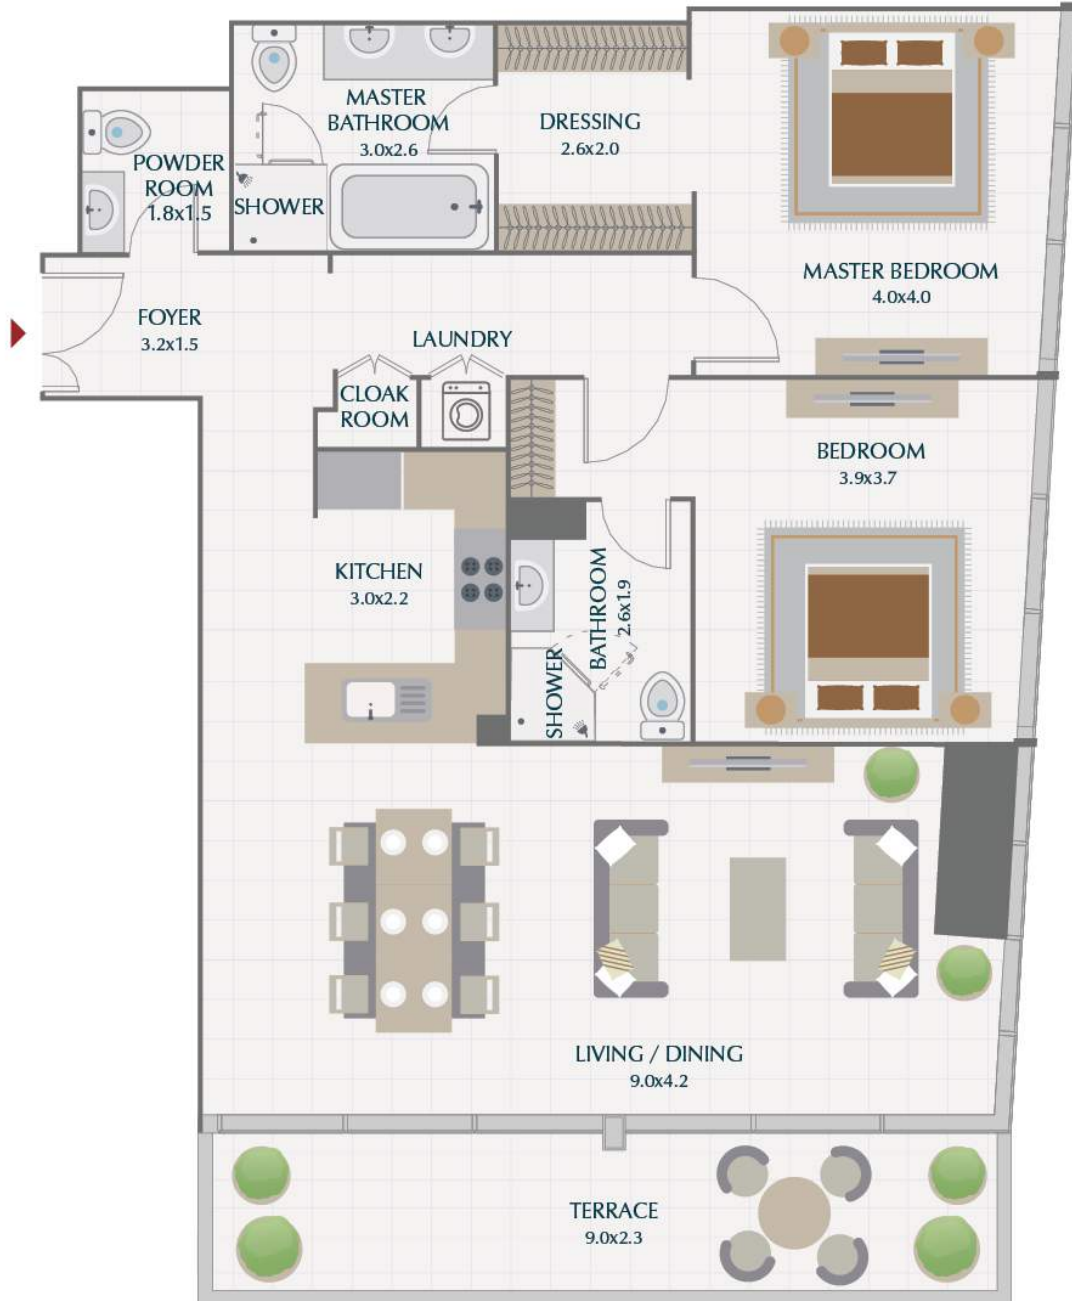 MASTER
BATHROOM
3.0x2.6
DRESSING
2.6x2.0
POWDER
ROOM
1.8x1.5
SHOWER
MASTER BEDROOM
4.0x4.0
FOYER
3.2x1.5
LAUNDRY
CLOAK
ROOM
BEDROOM
3.9x3.7
KITCHEN
3.0x2.2
BATHROOM
2.6x1.9
SHOWER
LIVING / DINING
9.0x4.2
TERRACE
9.0x2.3